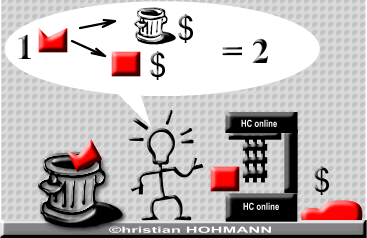 1 $
$ = 2
HC online
$
HC online
©hristian HOHMANN